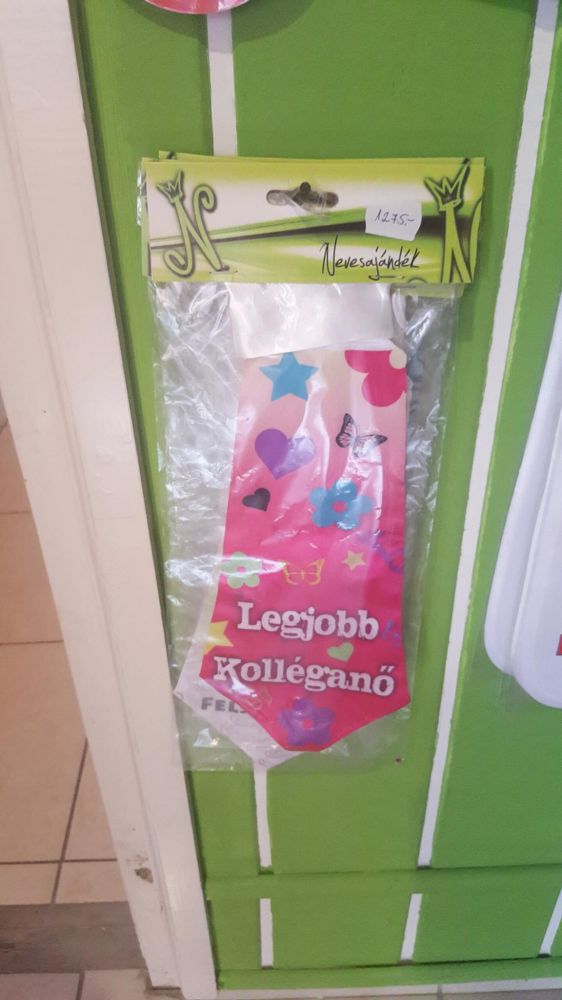 N
1275.-
N
Nevesajándék
Legjobb
Kolléganő